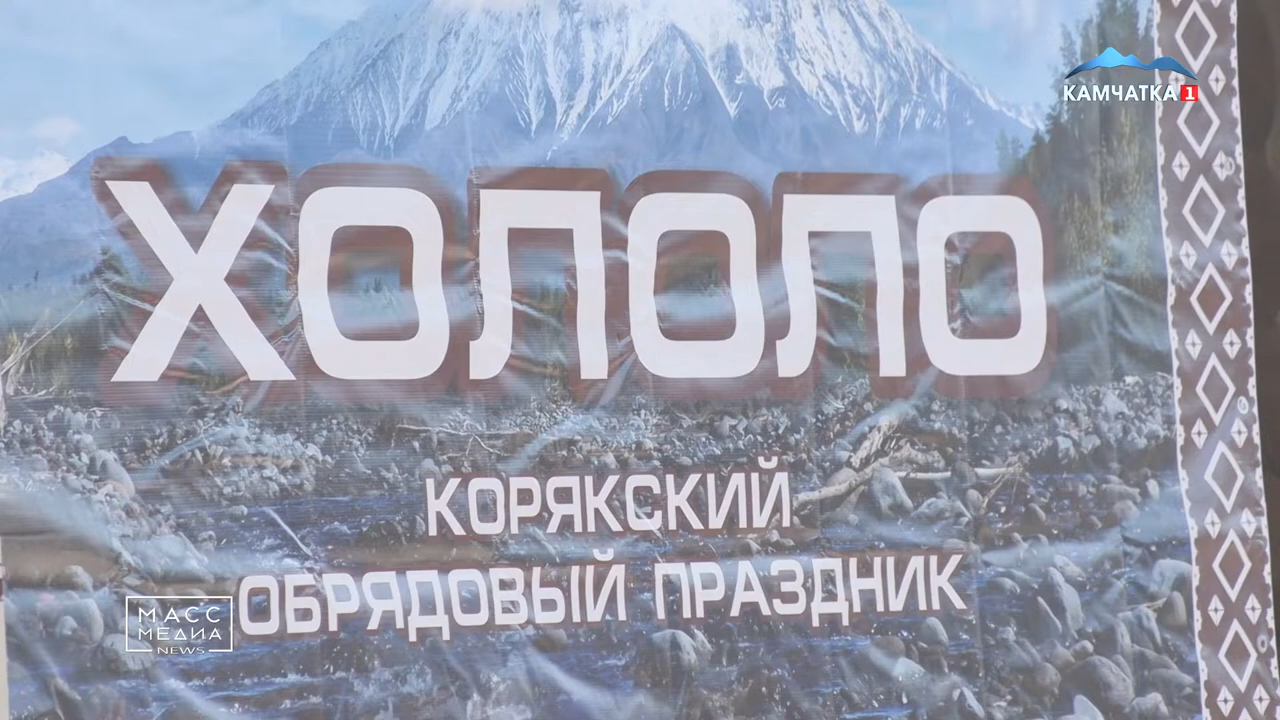 КАМЧАТКА 1
ХОЛОЛО
КОРЯКСКИЙ
ОБРЯДОВЫЙ ПРАЗДНИК
МАСС
МЕДИА
NEWS